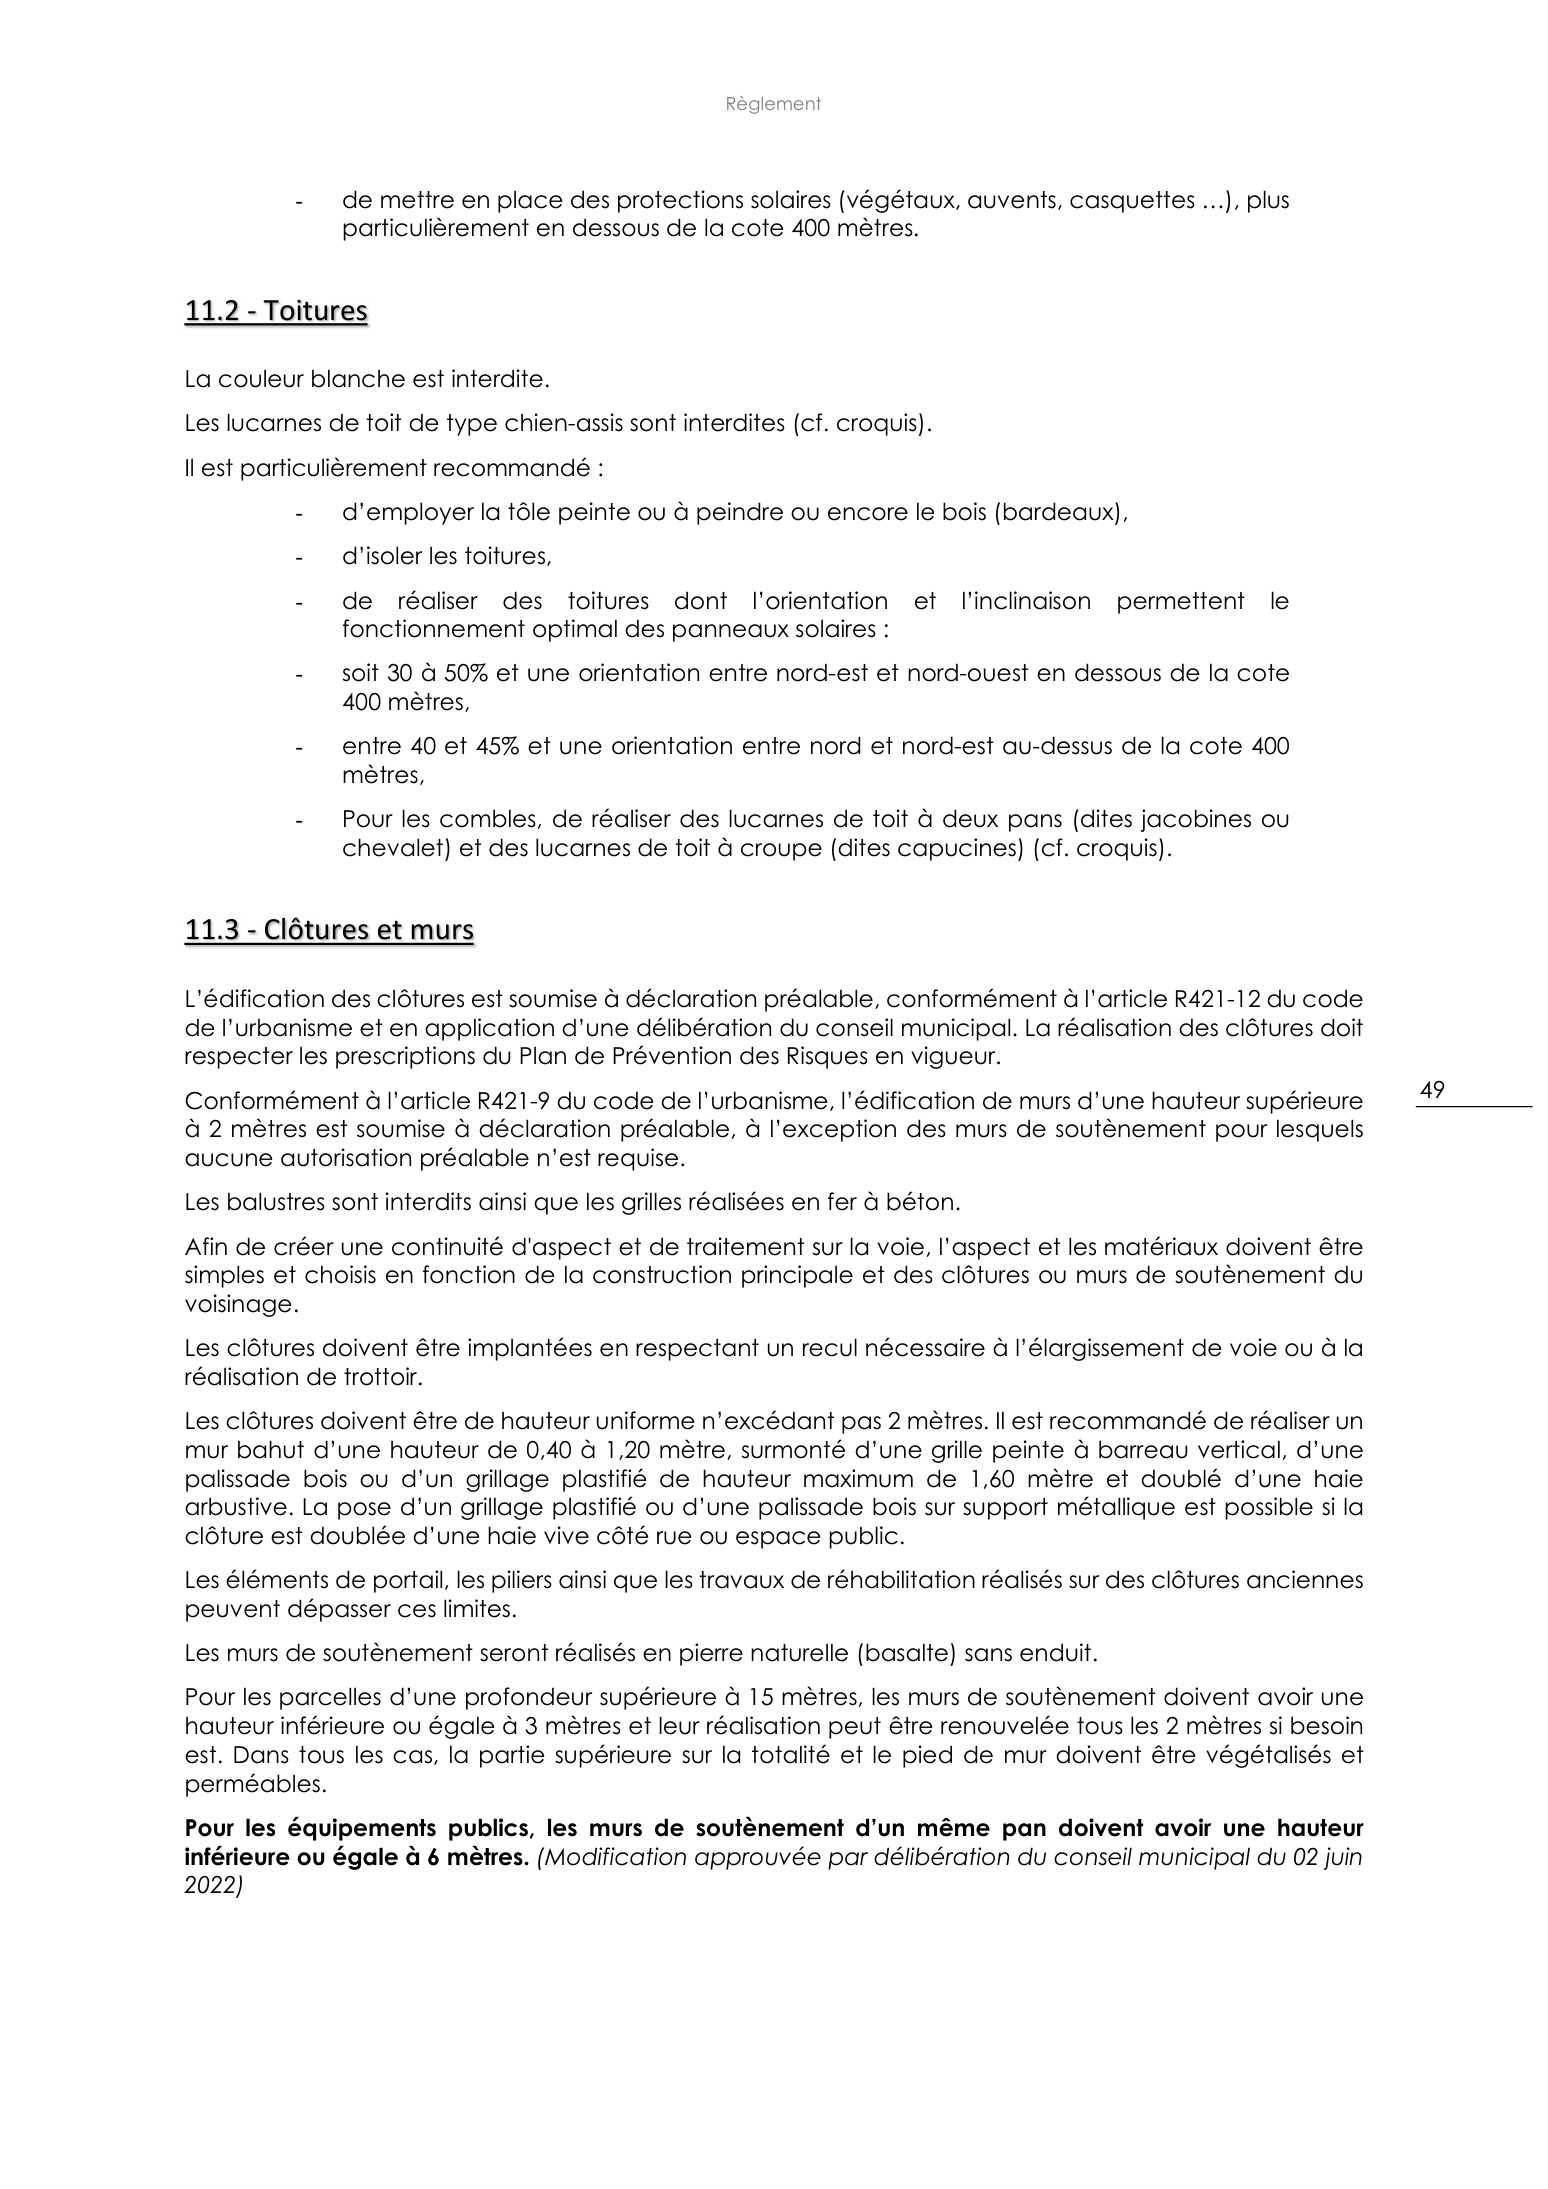 Règlement
- de mettre en place des protections solaires (végétaux, auvents, casquettes …), plus
particulièrement en dessous de la cote 400 mètres.
11.2 - Toitures
La couleur blanche est interdite.
Les lucarnes de toit de type chien-assis sont interdites (cf. croquis).
Il est particulièrement recommandé :
- d’employer la tôle peinte ou à peindre ou encore le bois (bardeaux),
- d’isoler les toitures,
- de réaliser des toitures dont l’orientation et l’inclinaison permettent le
fonctionnement optimal des panneaux solaires :
- soit 30 à 50% et une orientation entre nord-est et nord-ouest en dessous de la cote
400 mètres,
- entre 40 et 45% et une orientation entre nord et nord-est au-dessus de la cote 400
mètres,
- Pour les combles, de réaliser des lucarnes de toit à deux pans (dites jacobines ou
chevalet) et des lucarnes de toit à croupe (dites capucines) (cf. croquis).
11.3 - Clôtures et murs
L’édification des clôtures est soumise à déclaration préalable, conformément à l’article R421-12 du code
de l’urbanisme et en application d’une délibération du conseil municipal. La réalisation des clôtures doit
respecter les prescriptions du Plan de Prévention des Risques en vigueur.
49
Conformément à l’article R421-9 du code de l’urbanisme, l’édification de murs d’une hauteur supérieure
à 2 mètres est soumise à déclaration préalable, à l’exception des murs de soutènement pour lesquels
aucune autorisation préalable n’est requise.
Les balustres sont interdits ainsi que les grilles réalisées en fer à béton.
Afin de créer une continuité d'aspect et de traitement sur la voie, l’aspect et les matériaux doivent être
simples et choisis en fonction de la construction principale et des clôtures ou murs de soutènement du
voisinage.
Les clôtures doivent être implantées en respectant un recul nécessaire à l’élargissement de voie ou à la
réalisation de trottoir.
Les clôtures doivent être de hauteur uniforme n’excédant pas 2 mètres. Il est recommandé de réaliser un
mur bahut d’une hauteur de 0,40 à 1,20 mètre, surmonté d’une grille peinte à barreau vertical, d’une
palissade bois ou d’un grillage plastifié de hauteur maximum de 1,60 mètre et doublé d’une haie
arbustive. La pose d’un grillage plastifié ou d’une palissade bois sur support métallique est possible si la
clôture est doublée d’une haie vive côté rue ou espace public.
Les éléments de portail, les piliers ainsi que les travaux de réhabilitation réalisés sur des clôtures anciennes
peuvent dépasser ces limites.
Les murs de soutènement seront réalisés en pierre naturelle (basalte) sans enduit.
Pour les parcelles d’une profondeur supérieure à 15 mètres, les murs de soutènement doivent avoir une
hauteur inférieure ou égale à 3 mètres et leur réalisation peut être renouvelée tous les 2 mètres si besoin
est. Dans tous les cas, la partie supérieure sur la totalité et le pied de mur doivent être végétalisés et
perméables.
Pour les équipements publics, les murs de soutènement d’un même pan doivent avoir une hauteur
inférieure ou égale à 6 mètres. (Modification approuvée par délibération du conseil municipal du 02 juin
2022)